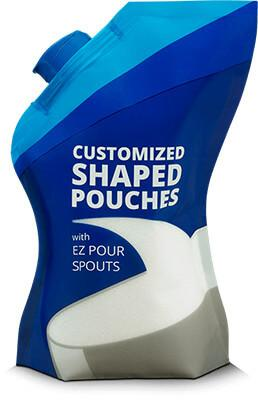 CUSTOMIZED
SHAPED
POUCHES
with
EZ POUR
SPOUTS